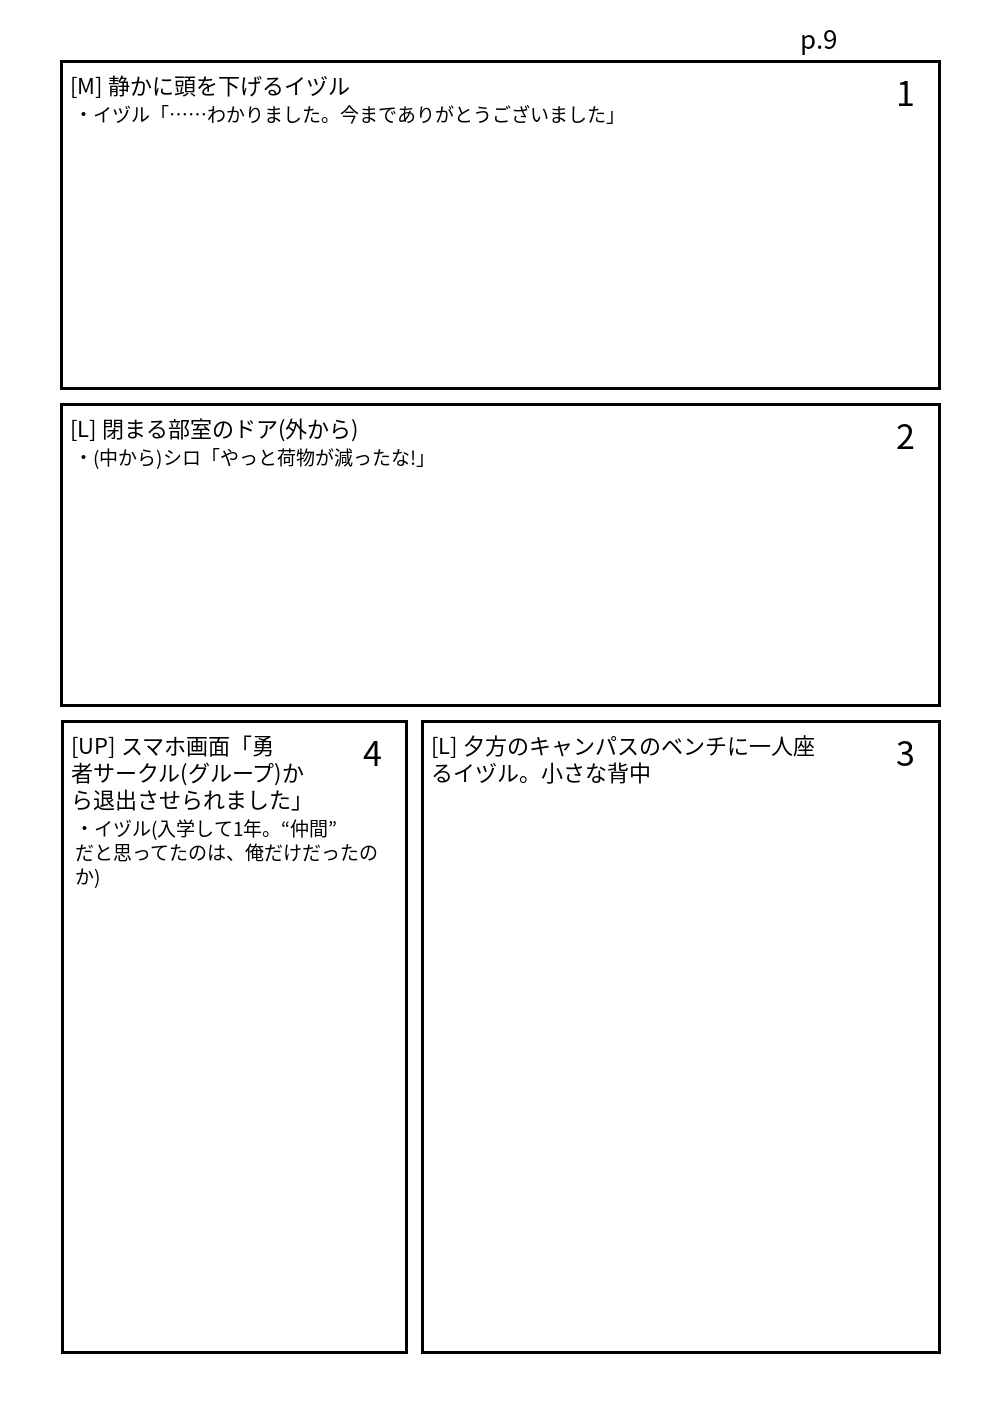 p.9
1
[M] 静かに頭を下げるイヅル
・イヅル「……わかりました。今までありがとうございました」
2
[L] 閉まる部室のドア(外から)
・(中から)シロ「やっと荷物が減ったな!」
3
[L] 夕方のキャンパスのベンチに一人座
るイヅル。小さな背中
4
[UP] スマホ画面「勇
者サークル(グループ)か
ら退出させられました」
・イヅル(入学して1年。“仲間”
だと思ってたのは、俺だけだったの
か)